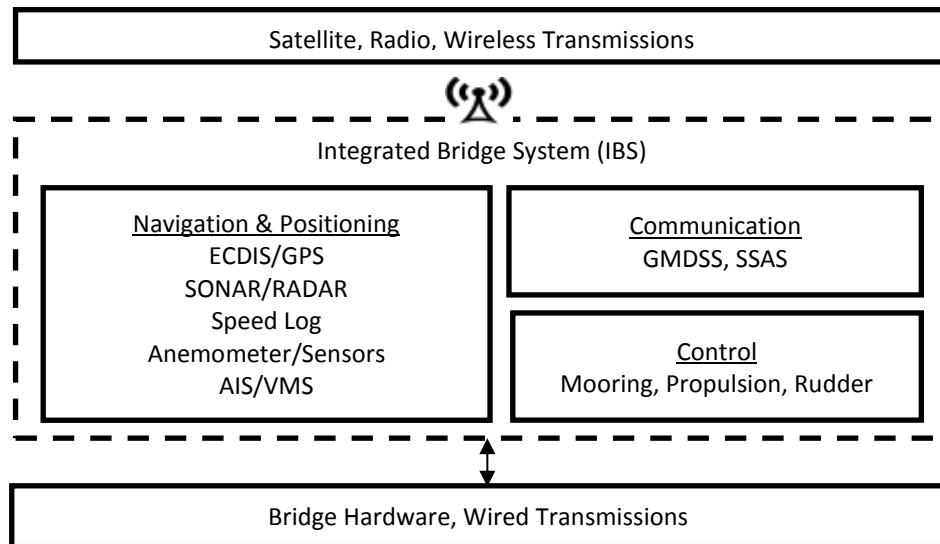 Satellite, Radio, Wireless Transmissions
Integrated Bridge System (IBS)
Navigation & Positioning
ECDIS/GPS
SONAR/RADAR
Speed Log
Anemometer/Sensors
AIS/VMS
Communication
GMDSS, SSAS
Control
Mooring, Propulsion, Rudder
Bridge Hardware, Wired Transmissions